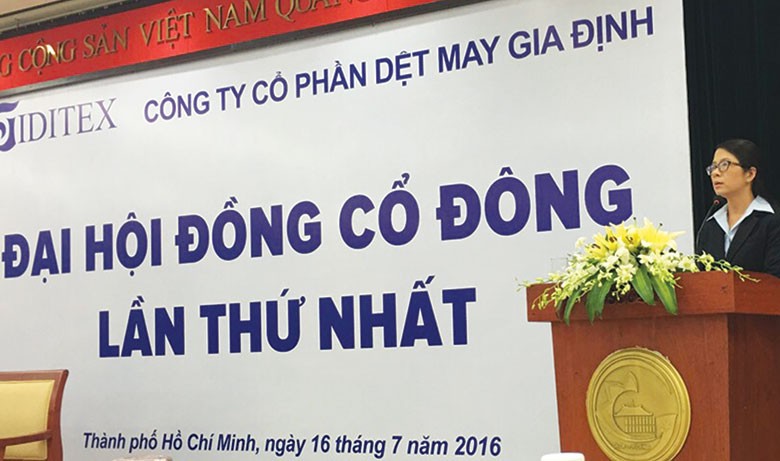 CỘNG SẢN VIỆT NAM QUANG
GIDITEX
CÔNG TY CỔ PHẦN DỆT MAY GIA ĐỊNH
ĐẠI HỘI ĐỒNG CỔ ĐÔNG
LẦN THỨ NHẤT
Thành phố Hồ Chí Minh, ngày 16 tháng 7 năm 2016